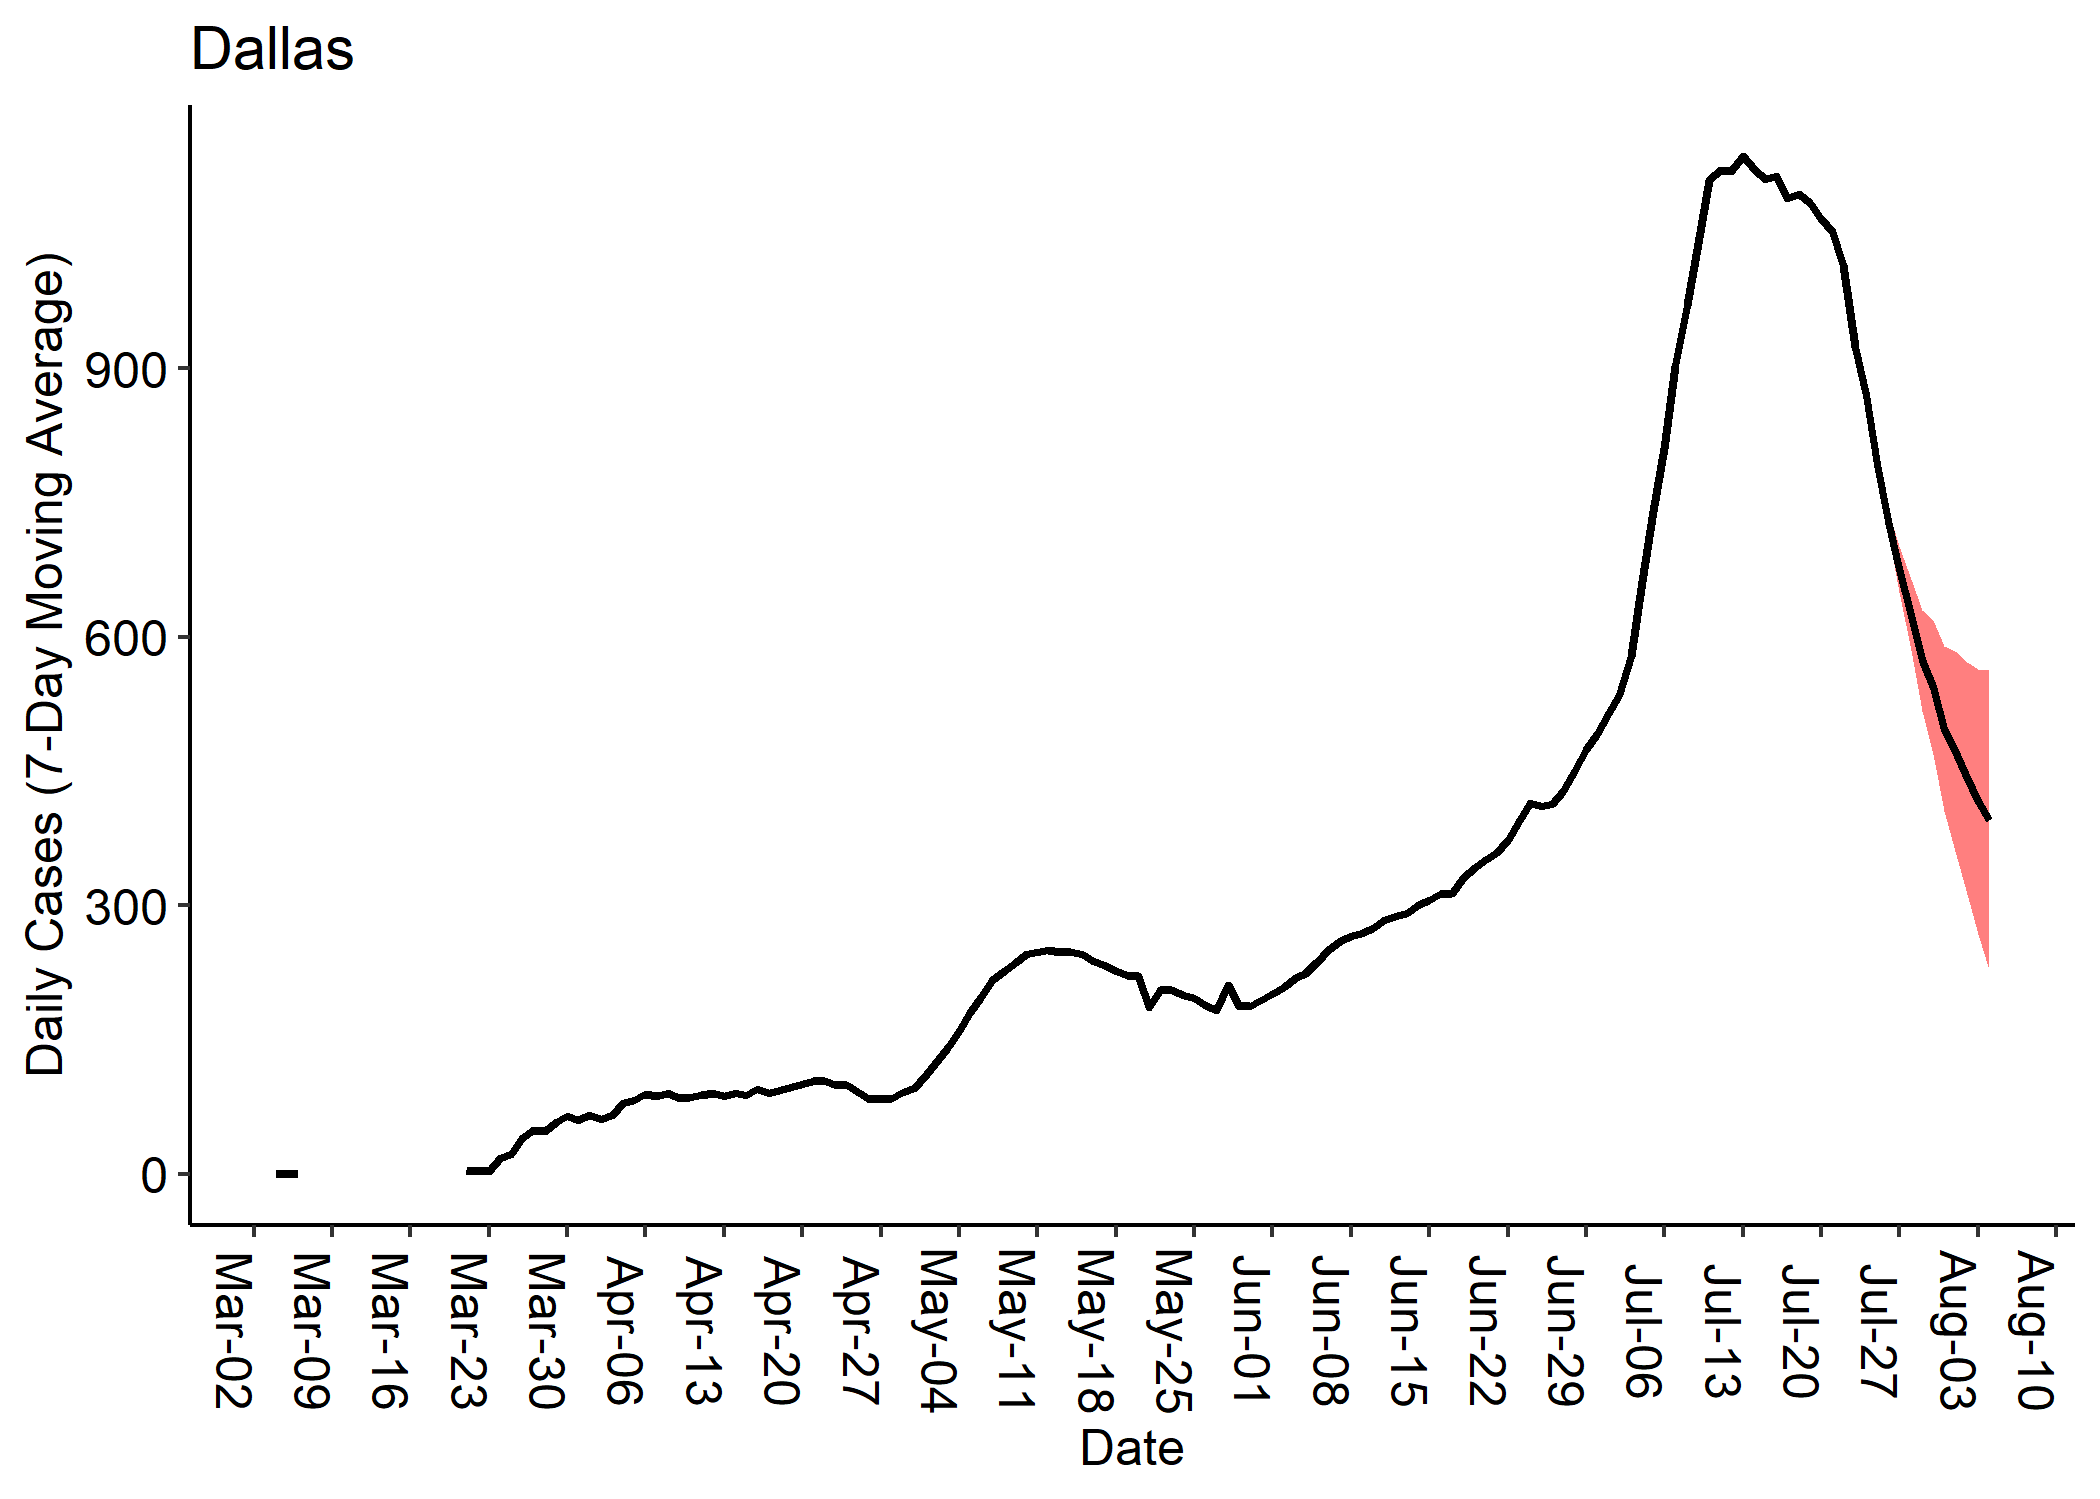 Dallas
Daily Cases (7-Day Moving Average)
900
600
300
0
Mar-02
Mar-09
Mar-16
Mar-23
Mar-30
Apr-06
Apr-13
Apr-20
Apr-27
May-04
May-11
May-18
May-25
Jun-01
Jun-08
Jun-15
Jun-22
Jun-29
Jul-06
Jul-13
Jul-20
Jul-27
Aug-03
Aug-10
Date